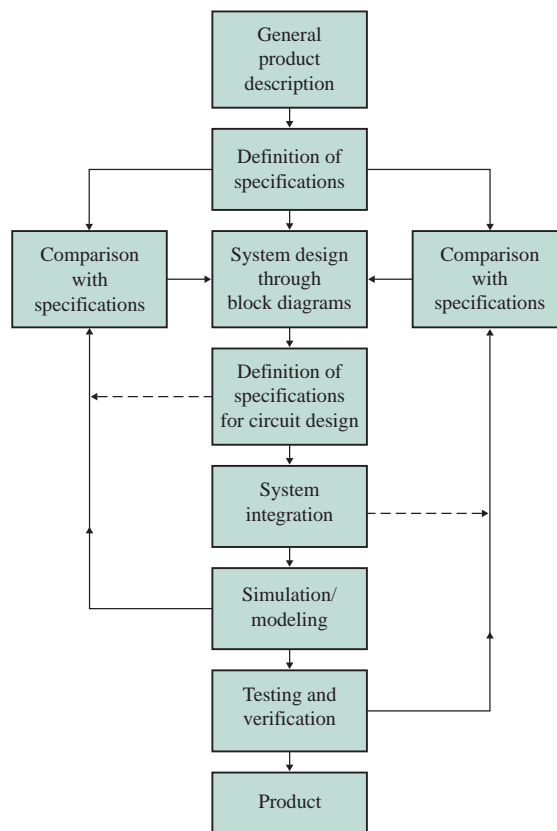 General
product
description
Definition of
specifications
Comparison
with
specifications
System design
through
block diagrams
Comparison
with
specifications
Definition of
specifications
for circuit design
System
integration
Simulation/
modeling
Testing and
verification
Product